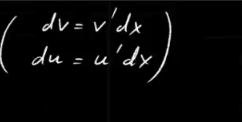 ( dv = v'dx
du = u'dx )